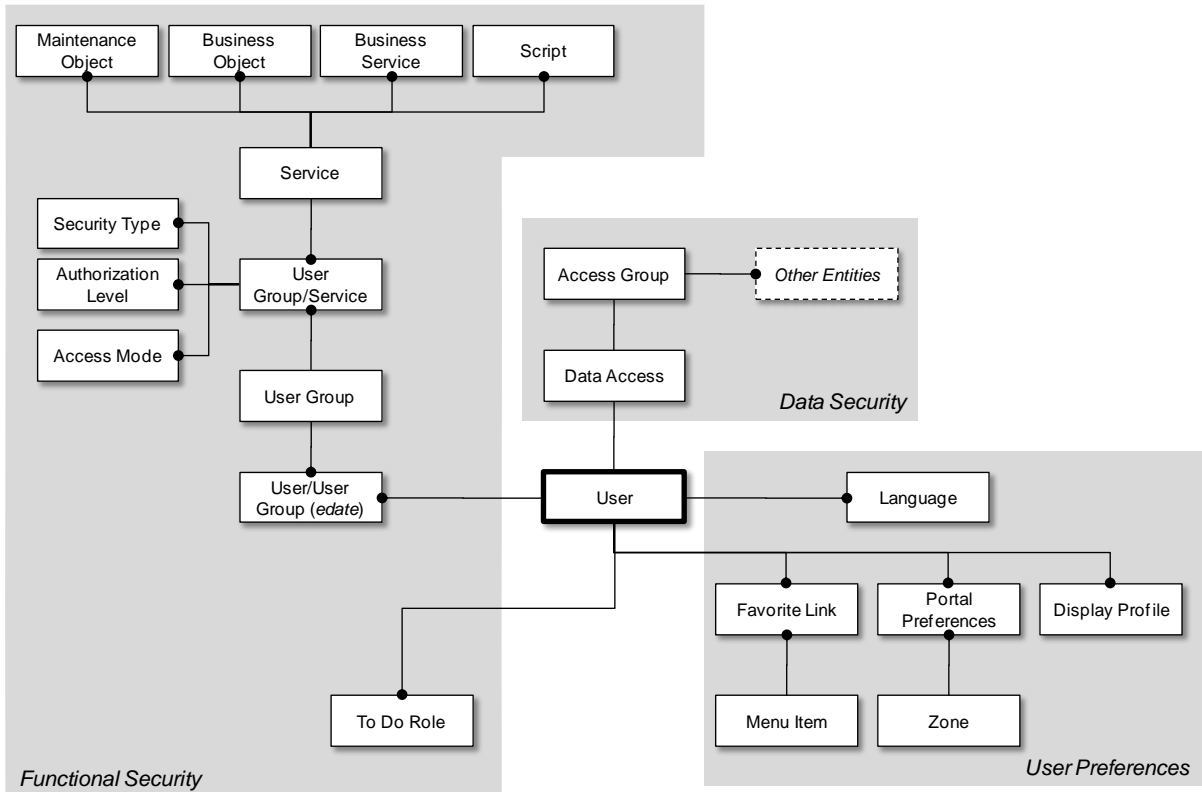 Maintenance
Object
Business
Object
Business
Service
Script
Service
Security Type
Authorization
Level
Access Mode
User
Group/Service
User Group
User/User
Group (edate)
To Do Role
Functional Security
Access Group
Other Entities
Data Access
Data Security
User
Language
Favorite Link
Portal
Preferences
Display Profile
Menu Item
Zone
User Preferences